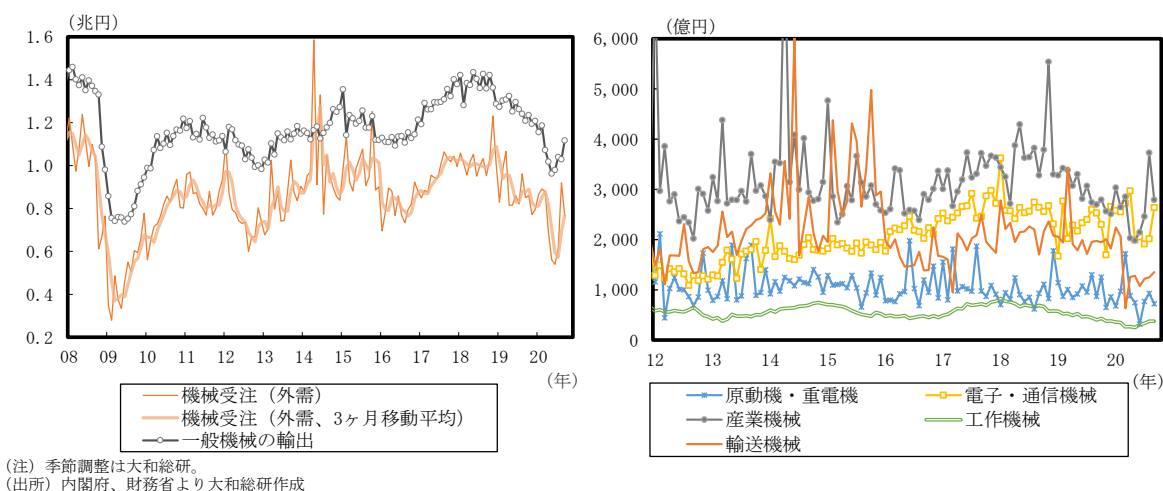 （兆円）
1.6
1.4
1.2
1.0
0.8
0.6
0.4
0.2
08 09 10 11 12 13 14 15 16 17 18 19 20
（年）
機械受注（外需）
機械受注（外需、3ヶ月移動平均）
一般機械の輸出
（億円）
6,000
5,000
4,000
3,000
2,000
1,000
0
12 13 14 15 16 17 18 19 20
（年）
原動機・重電機 電子・通信機械
産業機械 工作機械
輸送機械
（注）季節調整は大和総研。
（出所）内閣府、財務省より大和総研作成